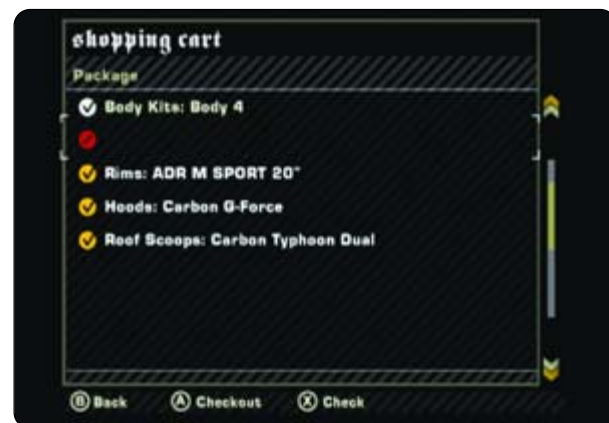 shopping cart
Package
Body Kits: Body 4
Rims: ADR M SPORT 20"
Hoods: Carbon G-Force
Roof Scoops: Carbon Typhoon Dual
B Back A Checkout X Check